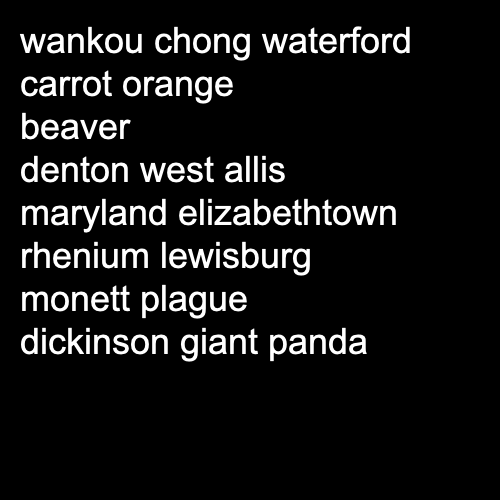 wankou chong waterford
carrot orange
beaver
denton west allis
maryland elizabethtown
rhenium lewisburg
monett plague
dickinson giant panda